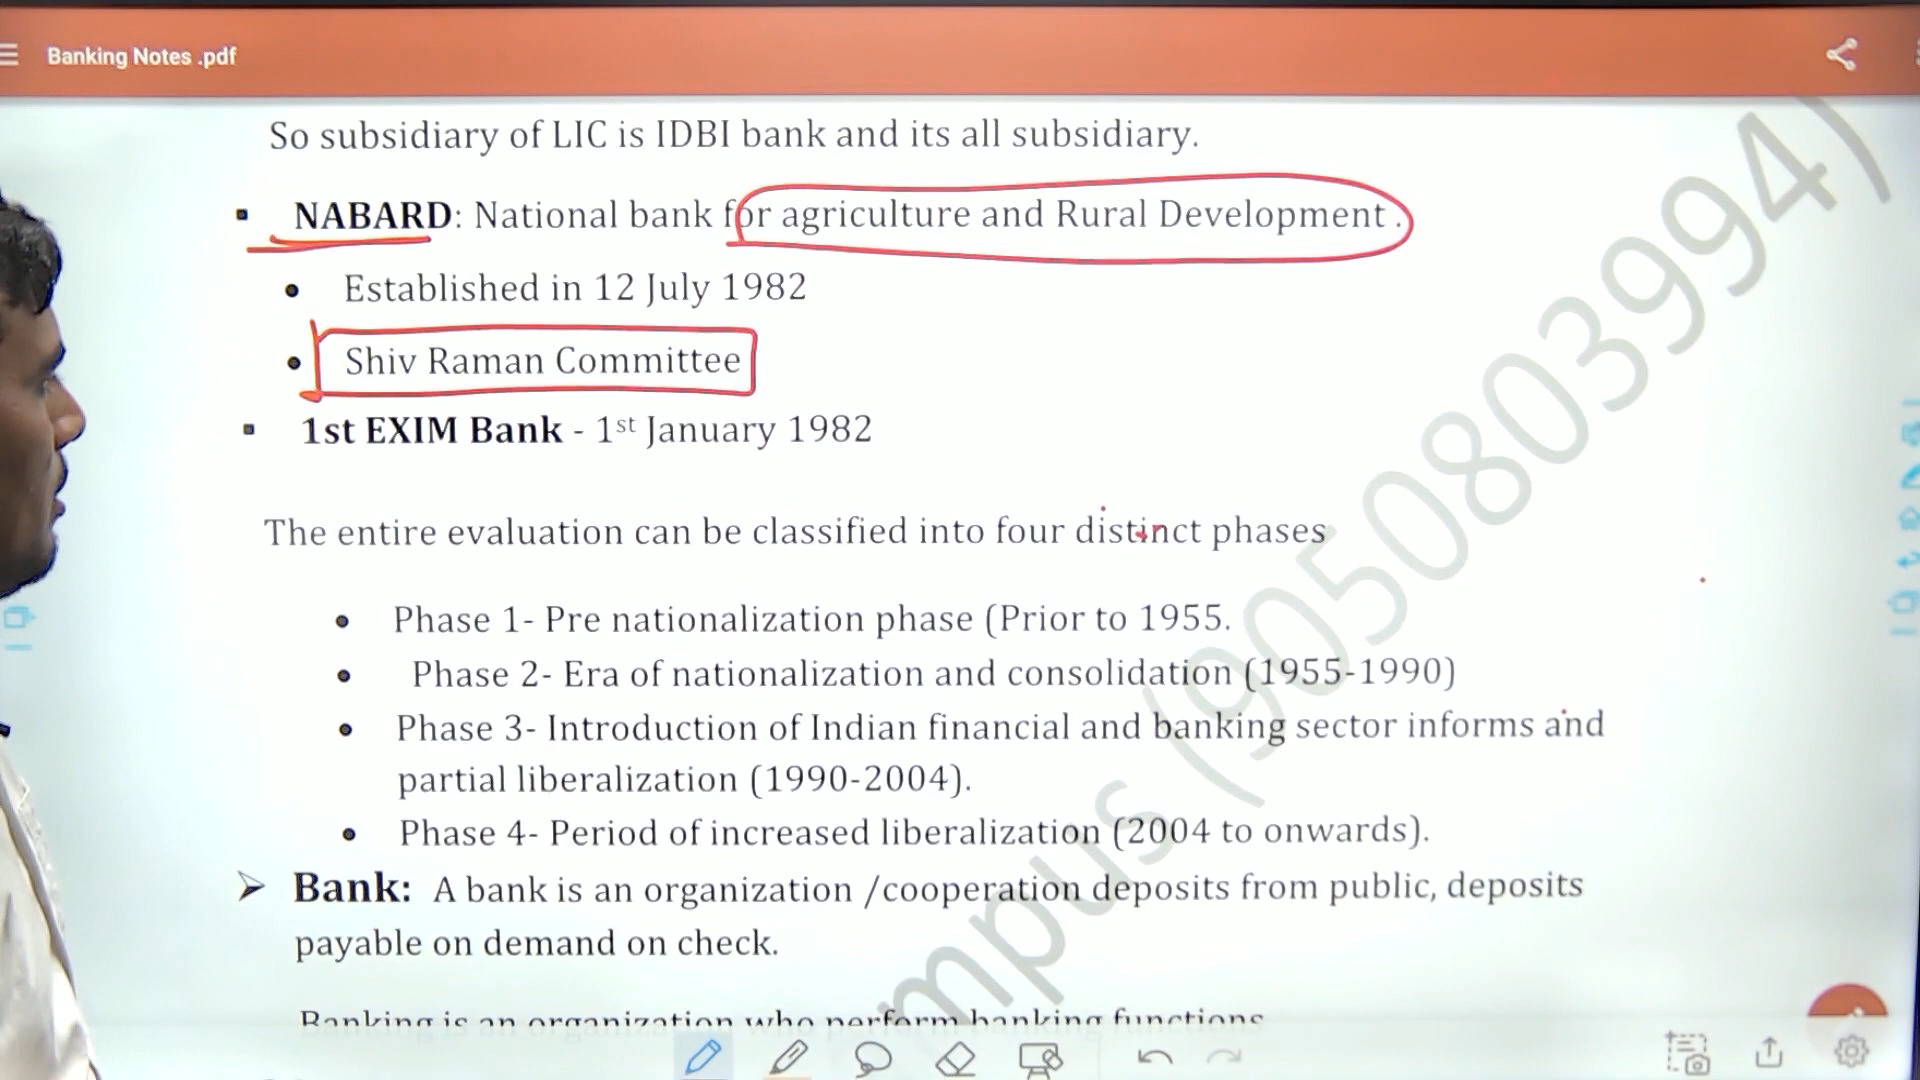 Banking Notes .pdf
So subsidiary of LIC is IDBI bank and its all subsidiary.
NABARD: National bank for agriculture and Rural Development .
Established in 12 July 1982
Shiv Raman Committee
1st EXIM Bank - 1st January 1982
The entire evaluation can be classified into four distinct phases
Phase 1- Pre nationalization phase (Prior to 1955.
Phase 2- Era of nationalization and consolidation (1955-1990)
Phase 3- Introduction of Indian financial and banking sector informs and
partial liberalization (1990-2004).
Phase 4- Period of increased liberalization (2004 to onwards).
Bank: A bank is an organization /cooperation deposits from public, deposits
payable on demand on check.
Banking is an organization who perform banking functions
mpus (9050803994)